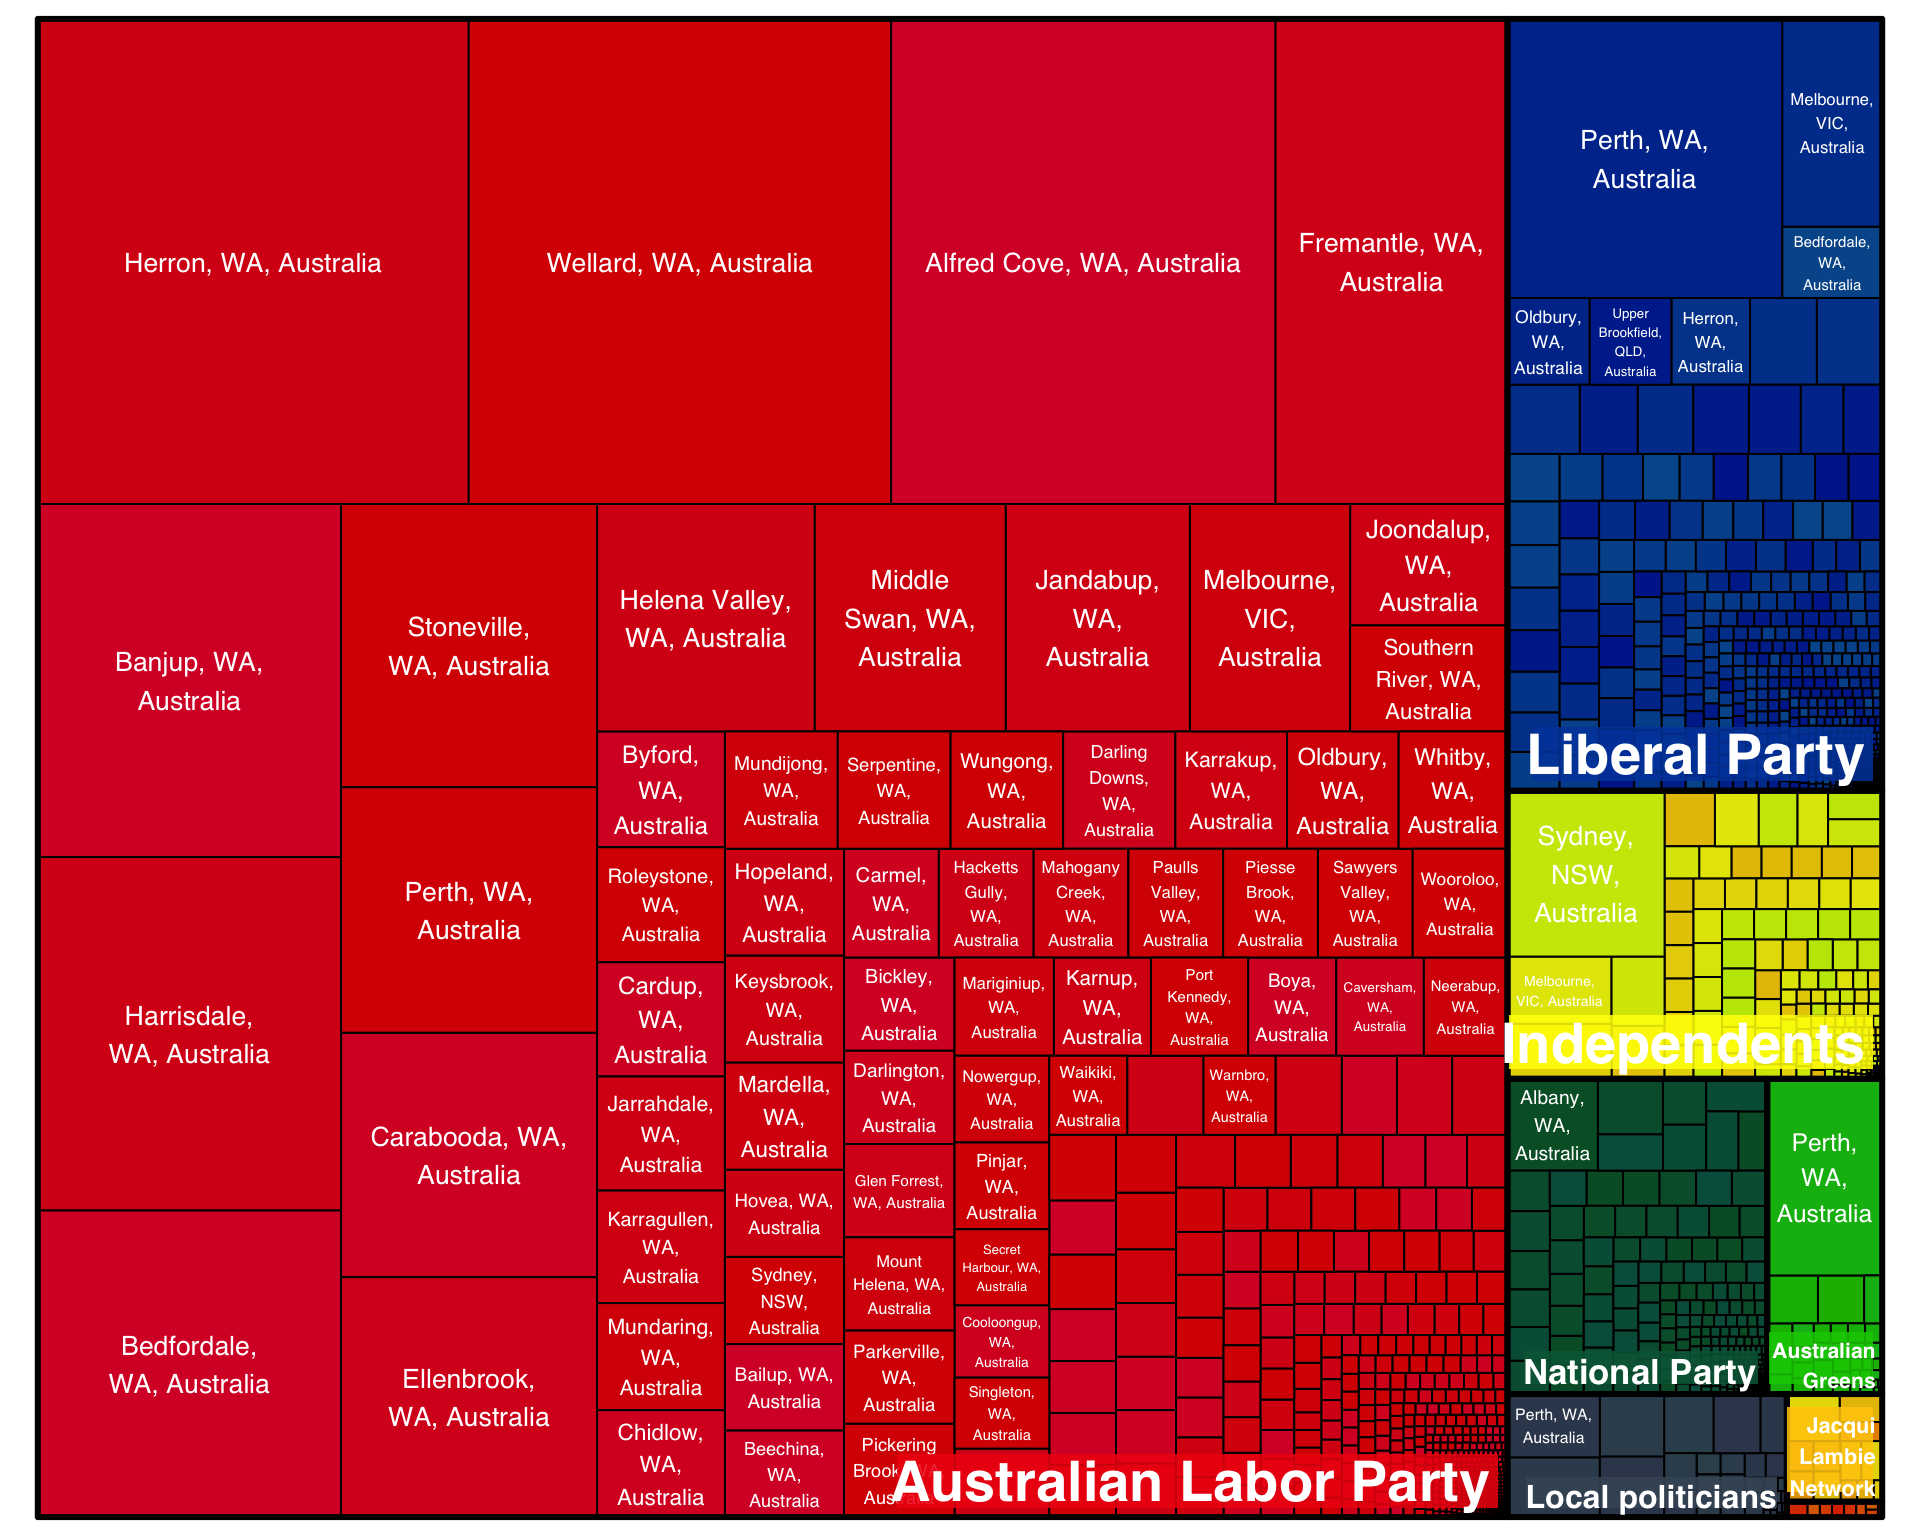 Herron, WA, Australia
Wellard, WA, Australia
Alfred Cove, WA, Australia
Fremantle, WA,
Australia
Banjup, WA,
Australia
Harrisdale,
WA, Australia
Bedfordale,
WA, Australia
Stoneville,
WA, Australia
Perth, WA,
Australia
Carabooda, WA,
Australia
Ellenbrook,
WA, Australia
Helena Valley,
WA, Australia
Middle
Swan, WA,
Australia
Jandabup,
WA,
Australia
Melbourne,
VIC,
Australia
Joondalup,
WA,
Australia
Southern
River, WA,
Australia
Byford,
WA,
Australia
Roleystone,
WA,
Australia
Cardup,
WA,
Australia
Jarrahdale,
WA,
Australia
Karragullen,
WA,
Australia
Mundaring,
WA,
Australia
Chidlow,
WA,
Australia
Mundijong,
WA,
Australia
Serpentine,
WA,
Australia
Wungong,
WA,
Australia
Darling
Downs,
WA,
Australia
Karrakup,
WA,
Australia
Oldbury,
WA,
Australia
Whitby,
WA,
Australia
Hopeland,
WA,
Australia
Keysbrook,
WA,
Australia
Mardella,
WA,
Australia
Hovea, WA,
Australia
Sydney,
NSW,
Australia
Bailup, WA,
Australia
Beechina,
WA,
Australia
Carmel,
WA,
Australia
Hacketts
Gully,
WA,
Australia
Mahogany
Creek,
WA,
Australia
Paulls
Valley,
WA,
Australia
Piesse
Brook,
WA,
Australia
Sawyers
Valley,
WA,
Australia
Wooroloo,
WA,
Australia
Bickley,
WA,
Australia
Darlington,
WA,
Australia
Glen Forrest,
WA, Australia
Mount
Helena, WA,
Australia
Parkerville,
WA,
Australia
Pickering
Brook, WA,
Australia
Mariginiup,
WA,
Australia
Karnup,
WA,
Australia
Port
Kennedy,
WA,
Australia
Boya,
WA,
Australia
Caversham,
WA,
Australia
Neerabup,
WA,
Australia
Nowergup,
WA,
Australia
Pinjar,
WA,
Australia
Secret
Harbour, WA,
Australia
Cooloongup,
WA,
Australia
Singleton,
WA,
Australia
Waikiki,
WA,
Australia
Warnbro,
WA,
Australia
Australian Labor Party
Perth, WA,
Australia
Melbourne,
VIC,
Australia
Bedfordale,
WA,
Australia
Oldbury,
WA,
Australia
Upper
Brookfield,
QLD,
Australia
Herron,
WA,
Australia
Liberal Party
Sydney,
NSW,
Australia
Melbourne,
VIC, Australia
Independents
Albany,
WA,
Australia
National Party
Perth,
WA,
Australia
Australian
Greens
Perth, WA,
Australia
Local politicians
Jacqui
Lambie
Network